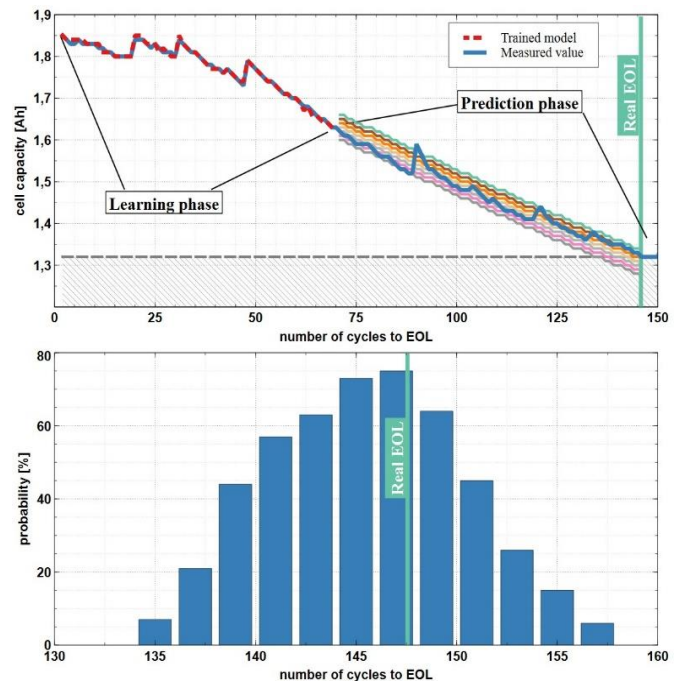 1,9
1,8
1,7
1,6
1,5
1,4
1,3
cell capacity [Ah]
Trained model
Measured value
Real EOL
Prediction phase
Learning phase
0 25 50 75 100 125 150
number of cycles to EOL
80
60
40
20
0
probability [%]
Real EOL
130 135 140 145 150 155 160
number of cycles to EOL